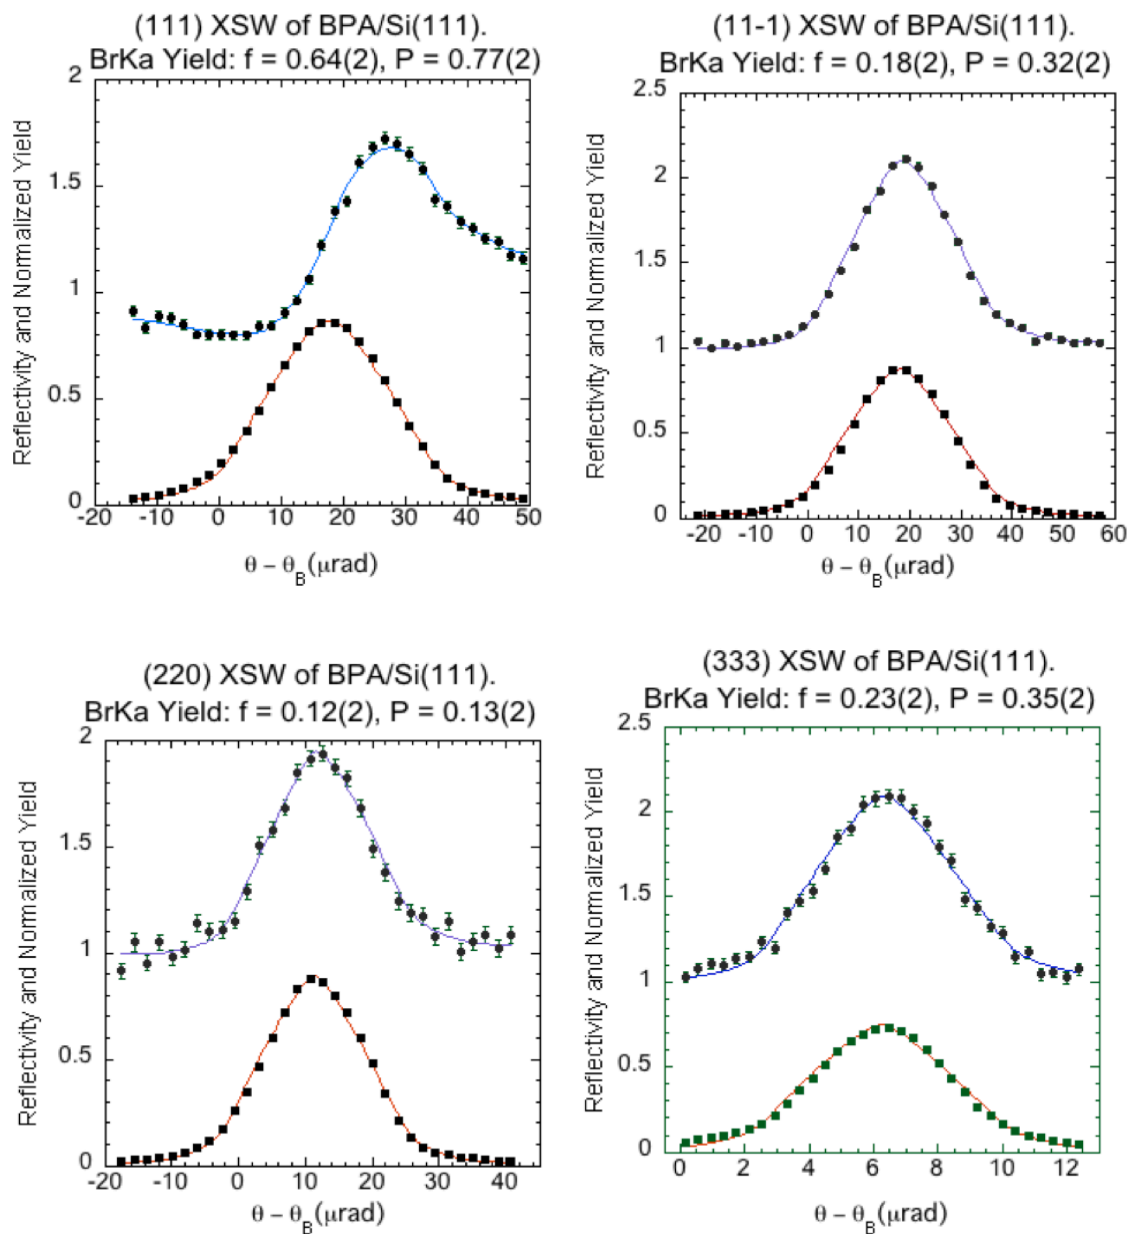 (111) XSW of BPA/Si(111).
BrKa Yield: f = 0.64(2), P = 0.77(2)
2
1.5
1
0.5
0
-20 -10 0 10 20 30 40 50
Reflectivity and Normalized Yield
θ − θB(μrad)
(11-1) XSW of BPA/Si(111).
BrKa Yield: f = 0.18(2), P = 0.32(2)
2.5
2
1.5
1
0.5
0
-20 -10 0 10 20 30 40 50 60
Reflectivity and Normalized Yield
θ − θB(μrad)
(220) XSW of BPA/Si(111).
BrKa Yield: f = 0.12(2), P = 0.13(2)
2
1.5
1
0.5
0
-20 -10 0 10 20 30 40
Reflectivity and Normalized Yield
θ − θB(μrad)
(333) XSW of BPA/Si(111).
BrKa Yield: f = 0.23(2), P = 0.35(2)
2.5
2
1.5
1
0.5
0
0 2 4 6 8 10 12
Reflectivity and Normalized Yield
θ − θB(μrad)